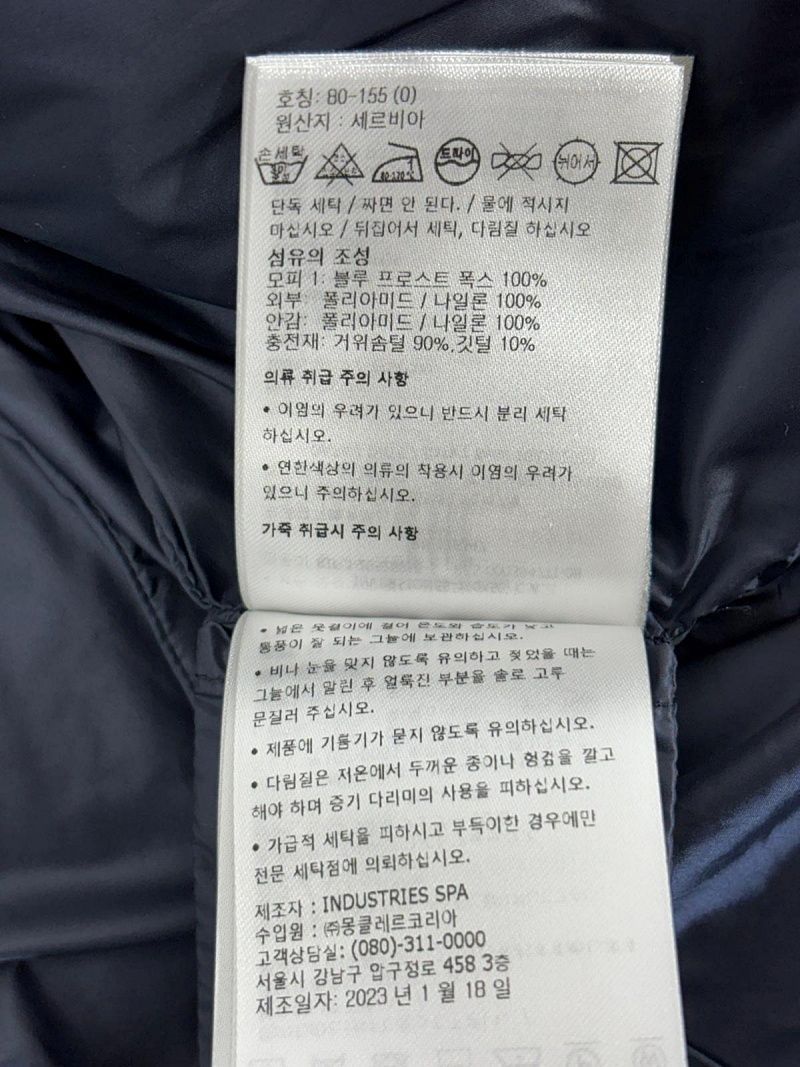 호칭: 80-155 (0)
원산지 : 세르비아
손세탁 80-120℃ 드라이 뉘어서
단독 세탁 / 짜면 안 된다. / 물에 적시지
마십시오 / 뒤집어서 세탁, 다림질 하십시오
섬유의 조성
모피 1: 블루 프로스트 폭스 100%
외부: 폴리아미드 / 나일론 100%
안감: 폴리아미드 / 나일론 100%
충전재: 거위솜털 90%,깃털 10%
의류 취급 주의 사항
• 이염의 우려가 있으니 반드시 분리 세탁
하십시오.
• 연한색상의 의류의 착용시 이염의 우려가
있으니 주의하십시오.
가죽 취급시 주의 사항
• 넓은 옷걸이에 걸어 온도와 습도가 낮고
통풍이 잘 되는 그늘에 보관하십시오.
• 비나 눈을 맞지 않도록 유의하고 젖었을 때는
그늘에서 말린 후 얼룩진 부분을 솔로 고루
문질러 주십시오.
• 제품에 기름기가 묻지 않도록 유의하십시오.
• 다림질은 저온에서 두꺼운 종이나 헝겊을 깔고
해야 하며 증기 다리미의 사용을 피하십시오.
• 가급적 세탁을 피하시고 부득이한 경우에만
전문 세탁점에 의뢰하십시오.
제조자 : INDUSTRIES SPA
수입원 : ㈜몽클레르코리아
고객상담실: (080)-311-0000
서울시 강남구 압구정로 458 3층
제조일자: 2023 년 1 월 18 일